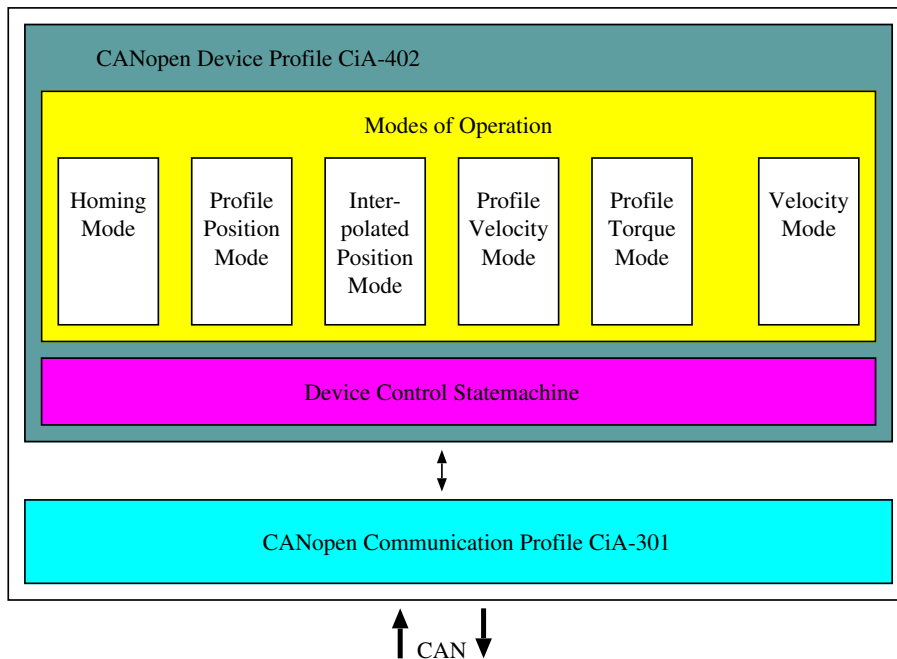 CANopen Device Profile CiA-402
Modes of Operation
Homing
Mode
Profile
Position
Mode
Inter-
polated
Position
Mode
Profile
Velocity
Mode
Profile
Torque
Mode
Velocity
Mode
Device Control Statemachine
CANopen Communication Profile CiA-301
CAN